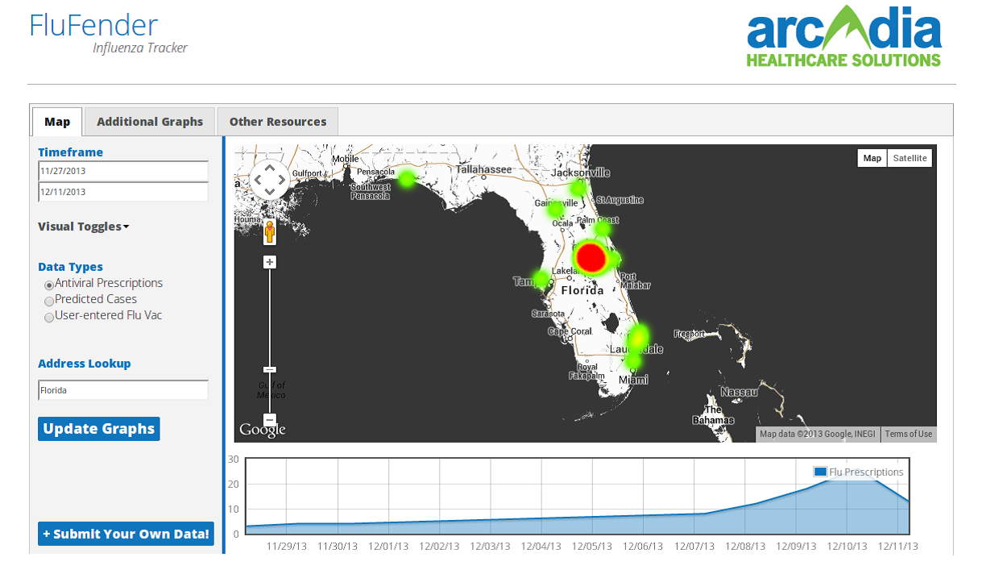 FluFender
Influenza Tracker
arcadia
HEALTHCARE SOLUTIONS
Map
Additional Graphs
Other Resources
Timeframe
11/27/2013
12/11/2013
Visual Toggles
Data Types
Antiviral Prescriptions
Predicted Cases
User-entered Flu Vac
Address Lookup
Florida
Update Graphs
+ Submit Your Own Data!
Map
Satellite
Mobile
Gulfport
Pensacola
Southwest
Pensacola
Tallahassee
Jacksonville
St Augustine
Gainesville
Houma
Ocala
Palm Coast
Port
Malabar
Florida
Sarasota
Cape Coral
Royal
Fakapalm
Miami
Freeport
Nassau
The
Bahamas
Gulf of
Mexico
Google
Map data ©2013 Google, INEGI
Terms of Use
30
20
10
0
Flu Prescriptions
11/29/13
11/30/13
12/01/13
12/02/13
12/03/13
12/04/13
12/05/13
12/06/13
12/07/13
12/08/13
12/09/13
12/10/13
12/11/13